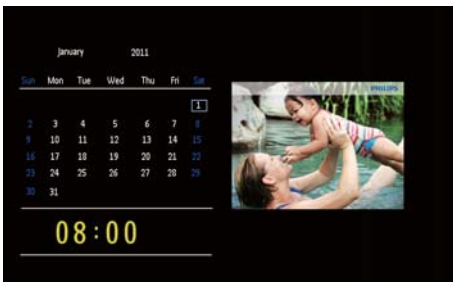 January 2011
Sun Mon Tue Wed Thu Fri Sat
1
2 3 4 5 6 7 8
9 10 11 12 13 14 15
16 17 18 19 20 21 22
23 24 25 26 27 28 29
30 31
08:00
PHILIPS